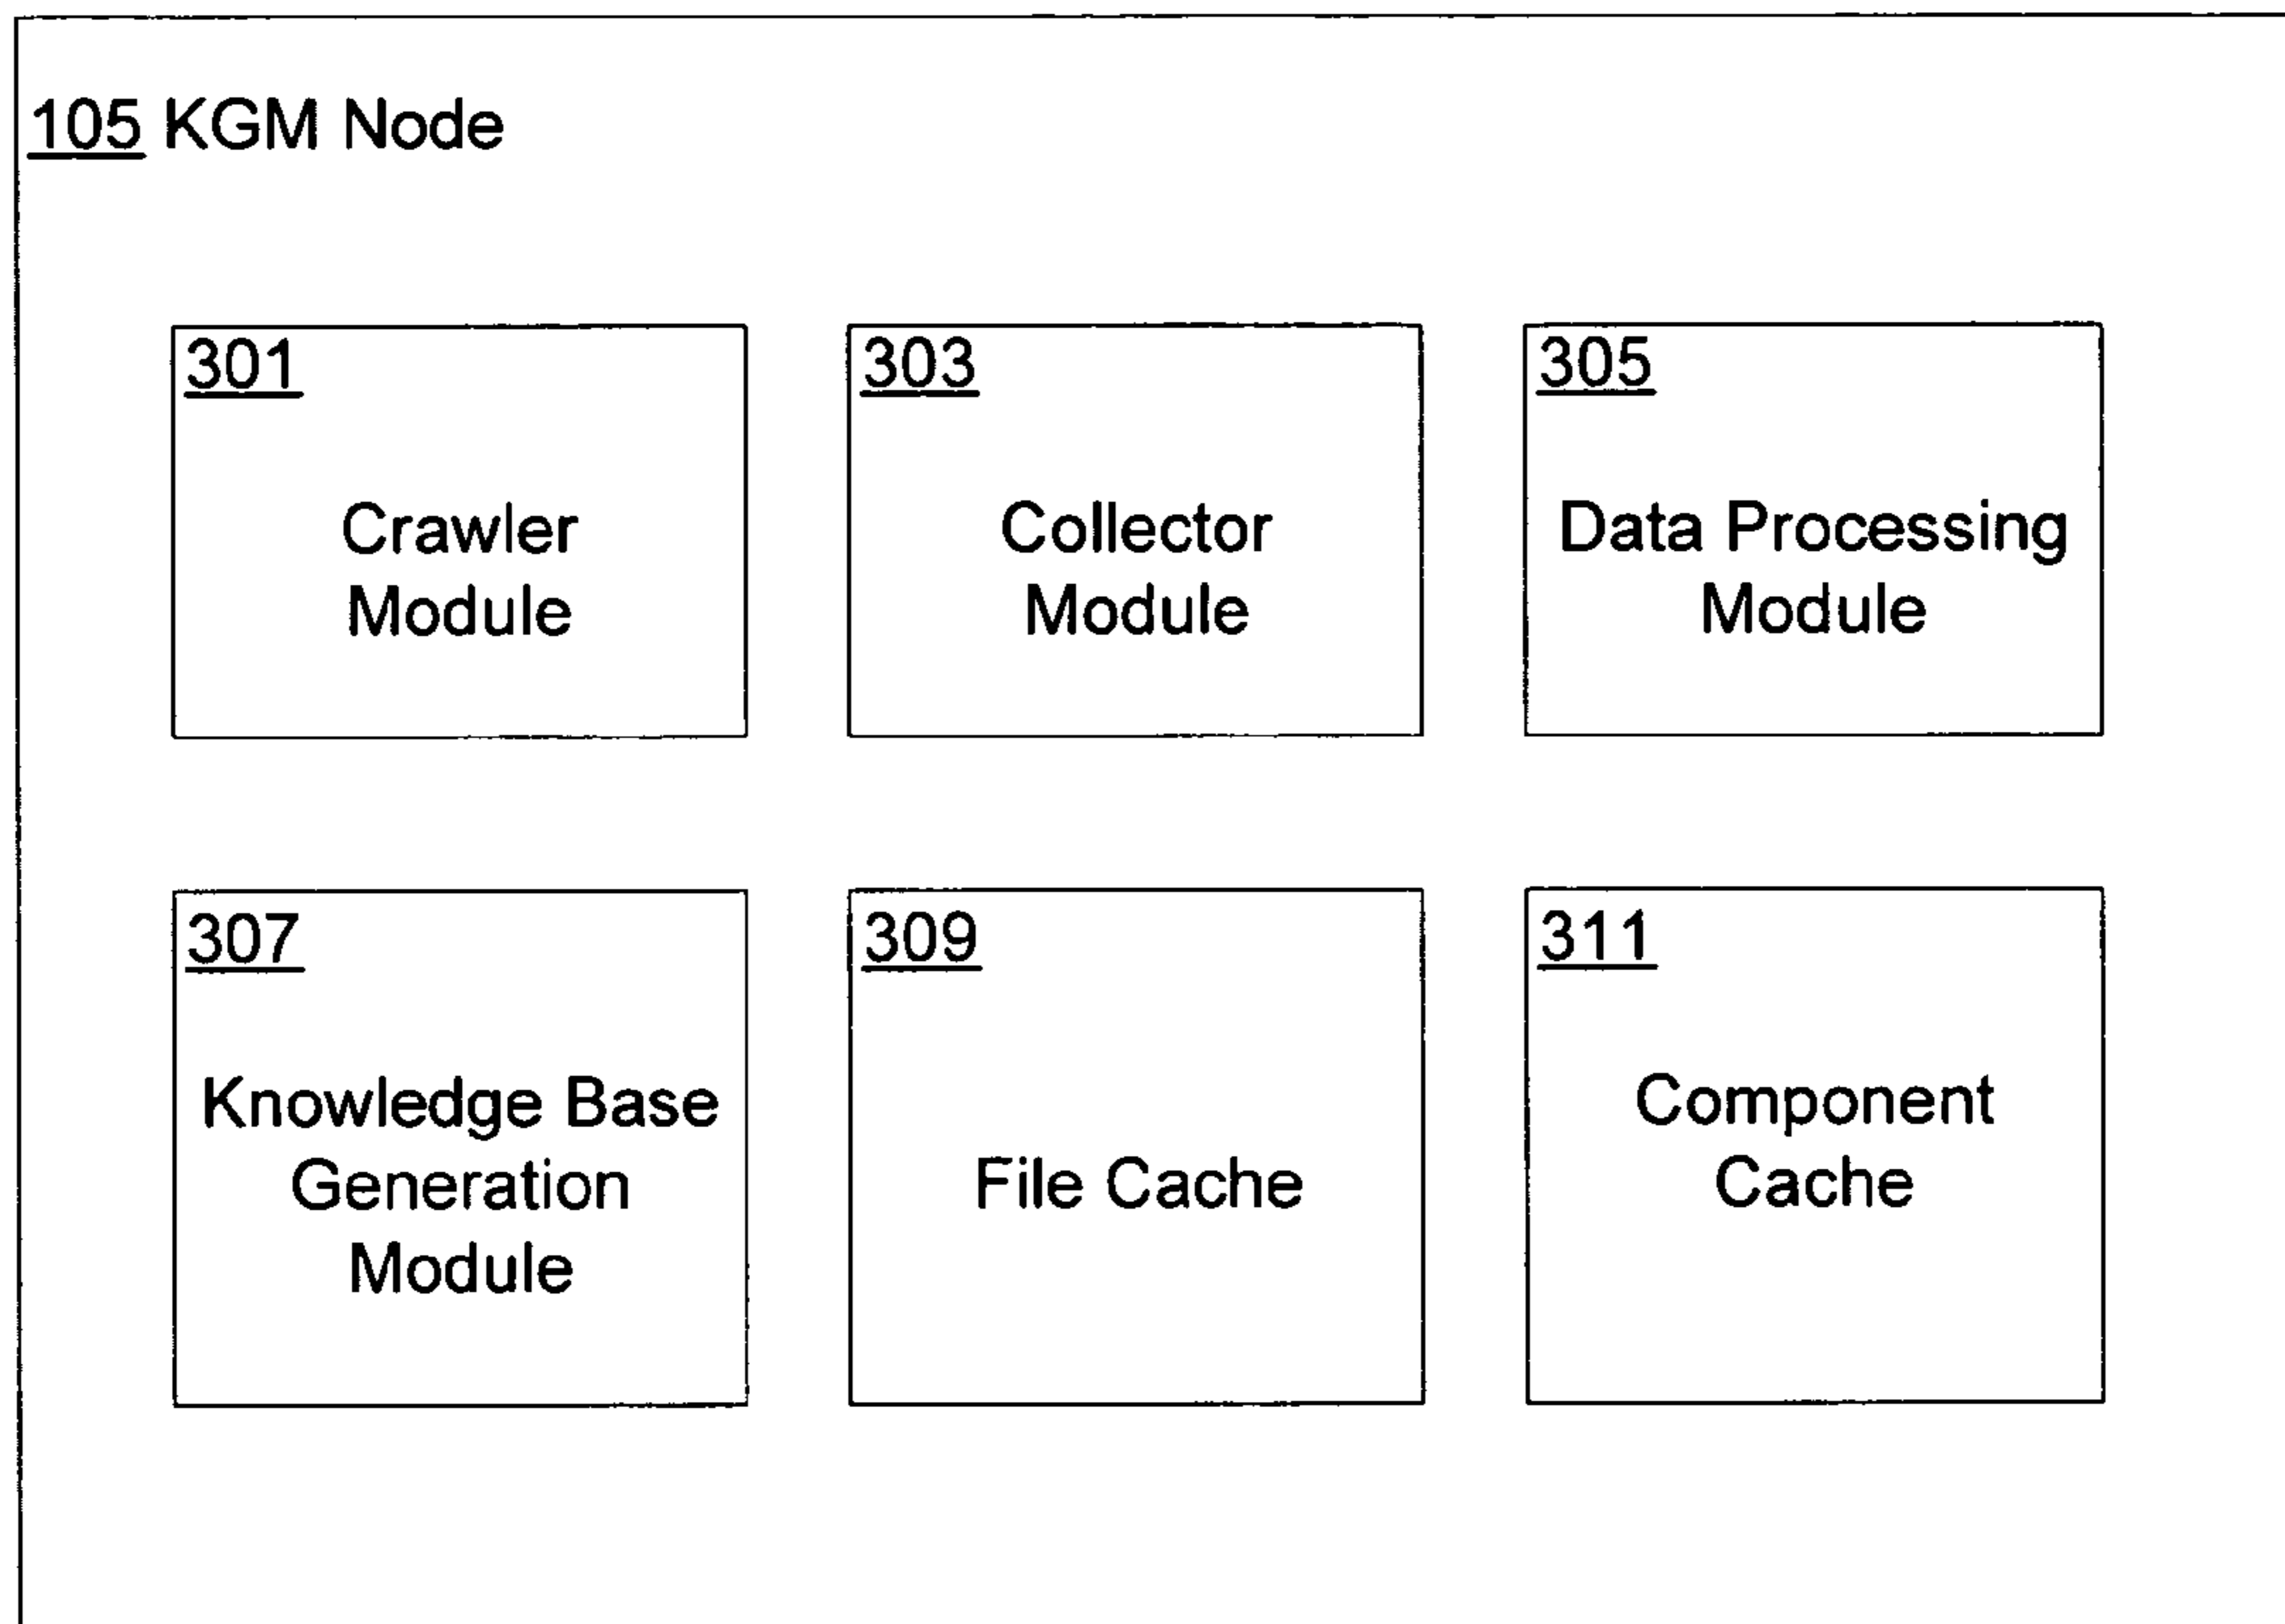 105 KGM Node
301
Crawler
Module
303
Collector
Module
305
Data Processing
Module
307
Knowledge Base
Generation
Module
309
File Cache
311
Component
Cache